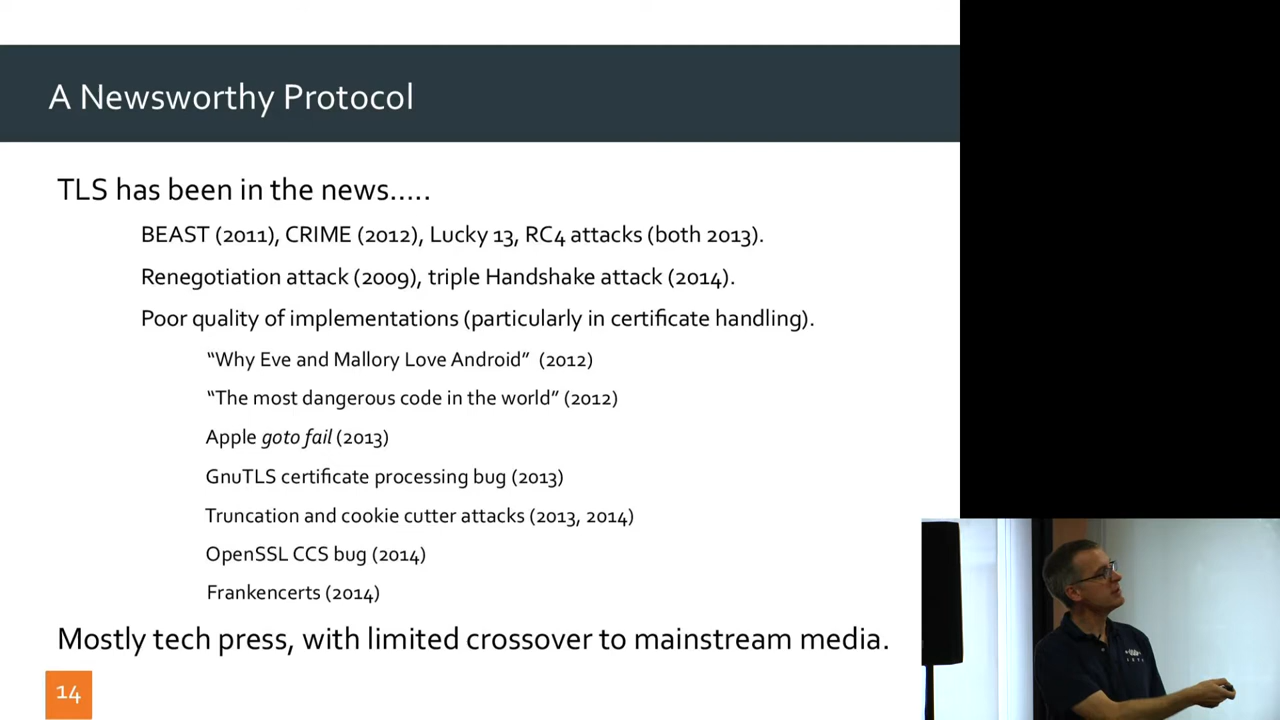 A Newsworthy Protocol
TLS has been in the news…..
BEAST (2011), CRIME (2012), Lucky 13, RC4 attacks (both 2013).
Renegotiation attack (2009), triple Handshake attack (2014).
Poor quality of implementations (particularly in certificate handling).
“Why Eve and Mallory Love Android” (2012)
“The most dangerous code in the world” (2012)
Apple goto fail (2013)
GnuTLS certificate processing bug (2013)
Truncation and cookie cutter attacks (2013, 2014)
OpenSSL CCS bug (2014)
Frankencerts (2014)
Mostly tech press, with limited crossover to mainstream media.
14